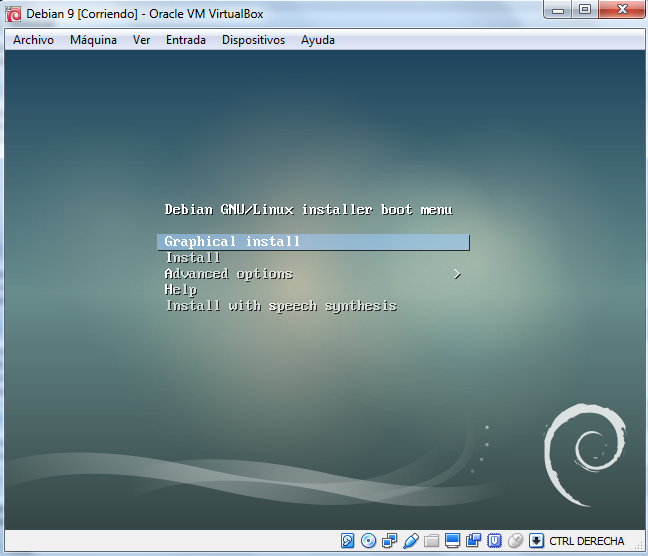 Debian 9 [Corriendo] - Oracle VM VirtualBox
Archivo Máquina Ver Entrada Dispositivos Ayuda
Debian GNU/Linux installer boot menu
Graphical install
Install
Advanced options >
Help
Install with speech synthesis
CTRL DERECHA